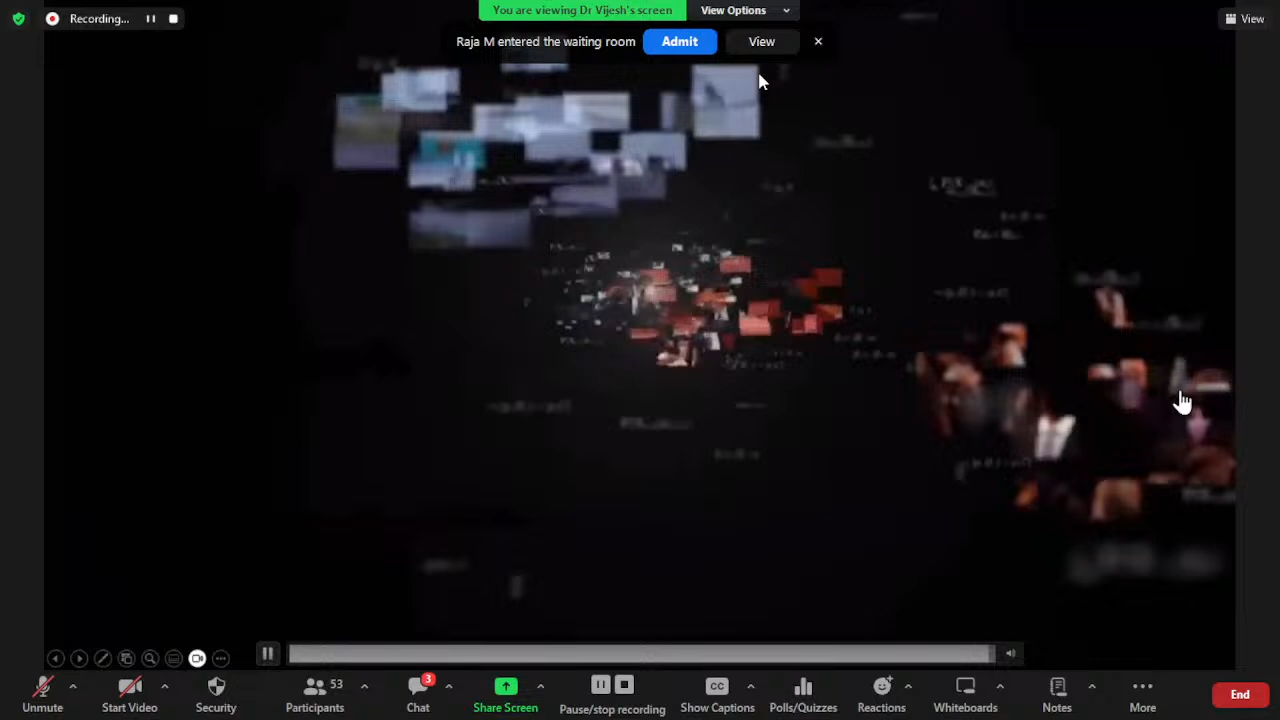 Recording...
You are viewing Dr Vijesh's screen
View Options
View
Raja M entered the waiting room
Admit
View
Unmute
Start Video
Security
53
Participants
3
Chat
Share Screen
Pause/stop recording
CC
Show Captions
Polls/Quizzes
Reactions
Whiteboards
Notes
More
End